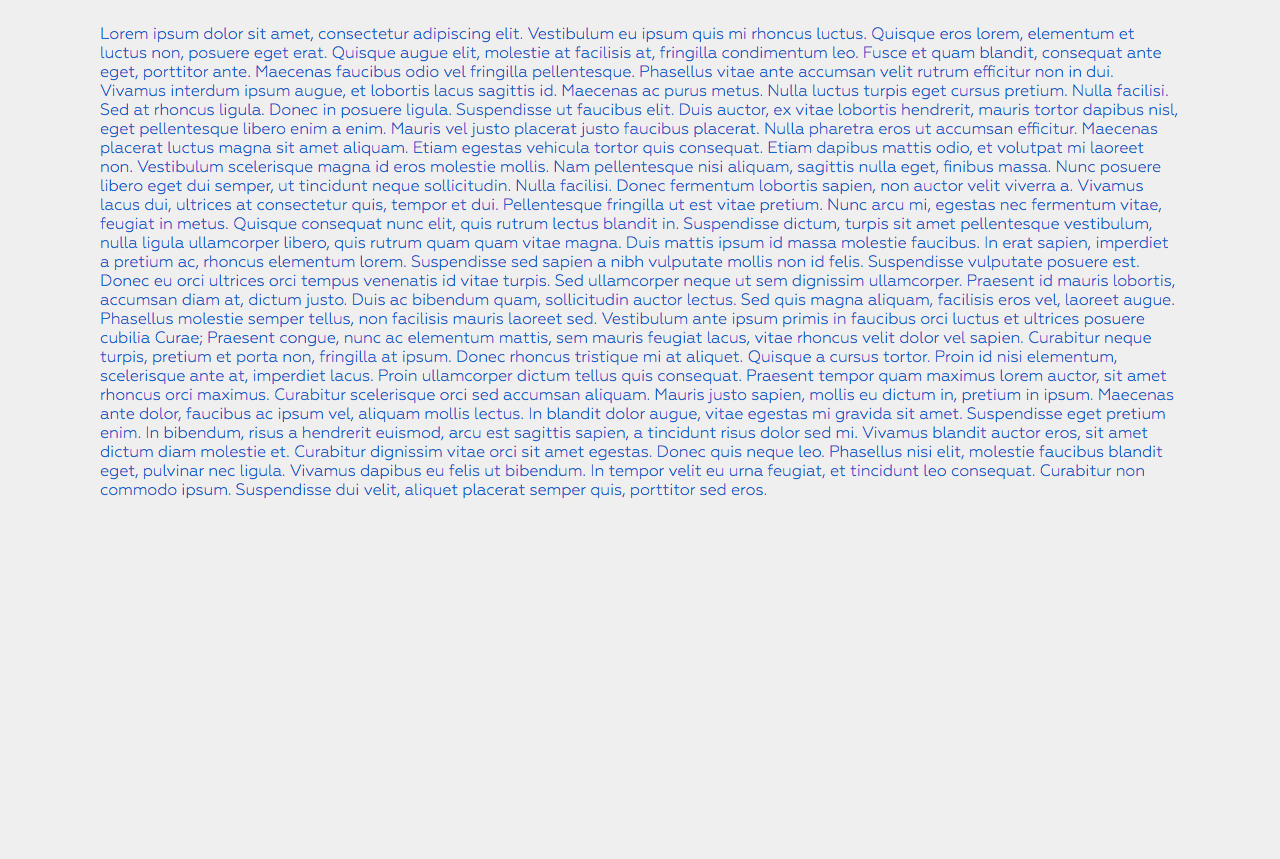 Lorem ipsum dolor sit amet, consectetur adipiscing elit. Vestibulum eu ipsum quis mi rhoncus luctus. Quisque eros lorem, elementum et
luctus non, posuere eget erat. Quisque augue elit, molestie at facilisis at, fringilla condimentum leo. Fusce et quam blandit, consequat ante
eget, porttitor ante. Maecenas faucibus odio vel fringilla pellentesque. Phasellus vitae ante accumsan velit rutrum efficitur non in dui.
Vivamus interdum ipsum augue, et lobortis lacus sagittis id. Maecenas ac purus metus. Nulla luctus turpis eget cursus pretium. Nulla facilisi.
Sed at rhoncus ligula. Donec in posuere ligula. Suspendisse ut faucibus elit. Duis auctor, ex vitae lobortis hendrerit, mauris tortor dapibus nisl,
eget pellentesque libero enim a enim. Mauris vel justo placerat justo faucibus placerat. Nulla pharetra eros ut accumsan efficitur. Maecenas
placerat luctus magna sit amet aliquam. Etiam egestas vehicula tortor quis consequat. Etiam dapibus mattis odio, et volutpat mi laoreet
non. Vestibulum scelerisque magna id eros molestie mollis. Nam pellentesque nisi aliquam, sagittis nulla eget, finibus massa. Nunc posuere
libero eget dui semper, ut tincidunt neque sollicitudin. Nulla facilisi. Donec fermentum lobortis sapien, non auctor velit viverra a. Vivamus
lacus dui, ultrices at consectetur quis, tempor et dui. Pellentesque fringilla ut est vitae pretium. Nunc arcu mi, egestas nec fermentum vitae,
feugiat in metus. Quisque consequat nunc elit, quis rutrum lectus blandit in. Suspendisse dictum, turpis sit amet pellentesque vestibulum,
nulla ligula ullamcorper libero, quis rutrum quam quam vitae magna. Duis mattis ipsum id massa molestie faucibus. In erat sapien, imperdiet
a pretium ac, rhoncus elementum lorem. Suspendisse sed sapien a nibh vulputate mollis non id felis. Suspendisse vulputate posuere est.
Donec eu orci ultrices orci tempus venenatis id vitae turpis. Sed ullamcorper neque ut sem dignissim ullamcorper. Praesent id mauris lobortis,
accumsan diam at, dictum justo. Duis ac bibendum quam, sollicitudin auctor lectus. Sed quis magna aliquam, facilisis eros vel, laoreet augue.
Phasellus molestie semper tellus, non facilisis mauris laoreet sed. Vestibulum ante ipsum primis in faucibus orci luctus et ultrices posuere
cubilia Curae; Praesent congue, nunc ac elementum mattis, sem mauris feugiat lacus, vitae rhoncus velit dolor vel sapien. Curabitur neque
turpis, pretium et porta non, fringilla at ipsum. Donec rhoncus tristique mi at aliquet. Quisque a cursus tortor. Proin id nisi elementum,
scelerisque ante at, imperdiet lacus. Proin ullamcorper dictum tellus quis consequat. Praesent tempor quam maximus lorem auctor, sit amet
rhoncus orci maximus. Curabitur scelerisque orci sed accumsan aliquam. Mauris justo sapien, mollis eu dictum in, pretium in ipsum. Maecenas
ante dolor, faucibus ac ipsum vel, aliquam mollis lectus. In blandit dolor augue, vitae egestas mi gravida sit amet. Suspendisse eget pretium
enim. In bibendum, risus a hendrerit euismod, arcu est sagittis sapien, a tincidunt risus dolor sed mi. Vivamus blandit auctor eros, sit amet
dictum diam molestie et. Curabitur dignissim vitae orci sit amet egestas. Donec quis neque leo. Phasellus nisi elit, molestie faucibus blandit
eget, pulvinar nec ligula. Vivamus dapibus eu felis ut bibendum. In tempor velit eu urna feugiat, et tincidunt leo consequat. Curabitur non
commodo ipsum. Suspendisse dui velit, aliquet placerat semper quis, porttitor sed eros.